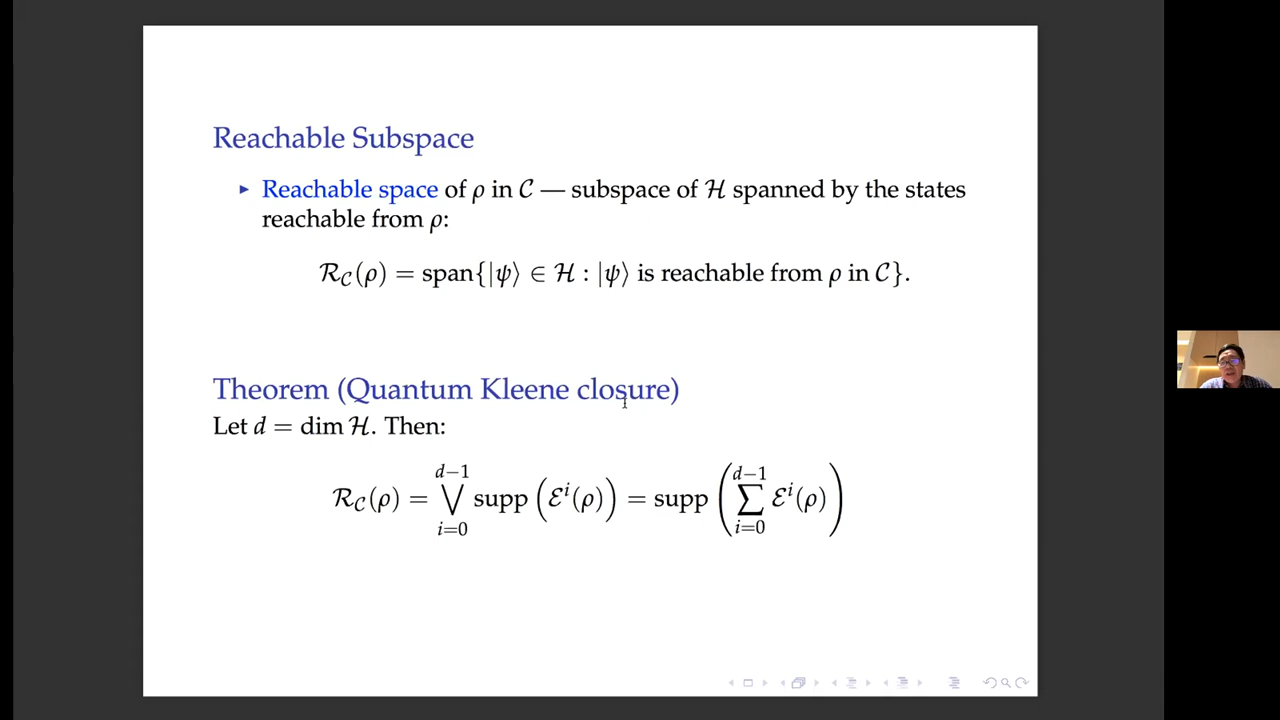 Reachable Subspace
▶ Reachable space of ρ in 𝒞 — subspace of ℋ spanned by the states
reachable from ρ:
ℛ_𝒞(ρ) = span{|ψ⟩ ∈ ℋ : |ψ⟩ is reachable from ρ in 𝒞}.
Theorem (Quantum Kleene closure)
Let d = dim ℋ. Then:
ℛ_𝒞(ρ) = ⋁_{i=0}^{d−1} supp (ℰ^i(ρ)) = supp (∑_{i=0}^{d−1} ℰ^i(ρ))